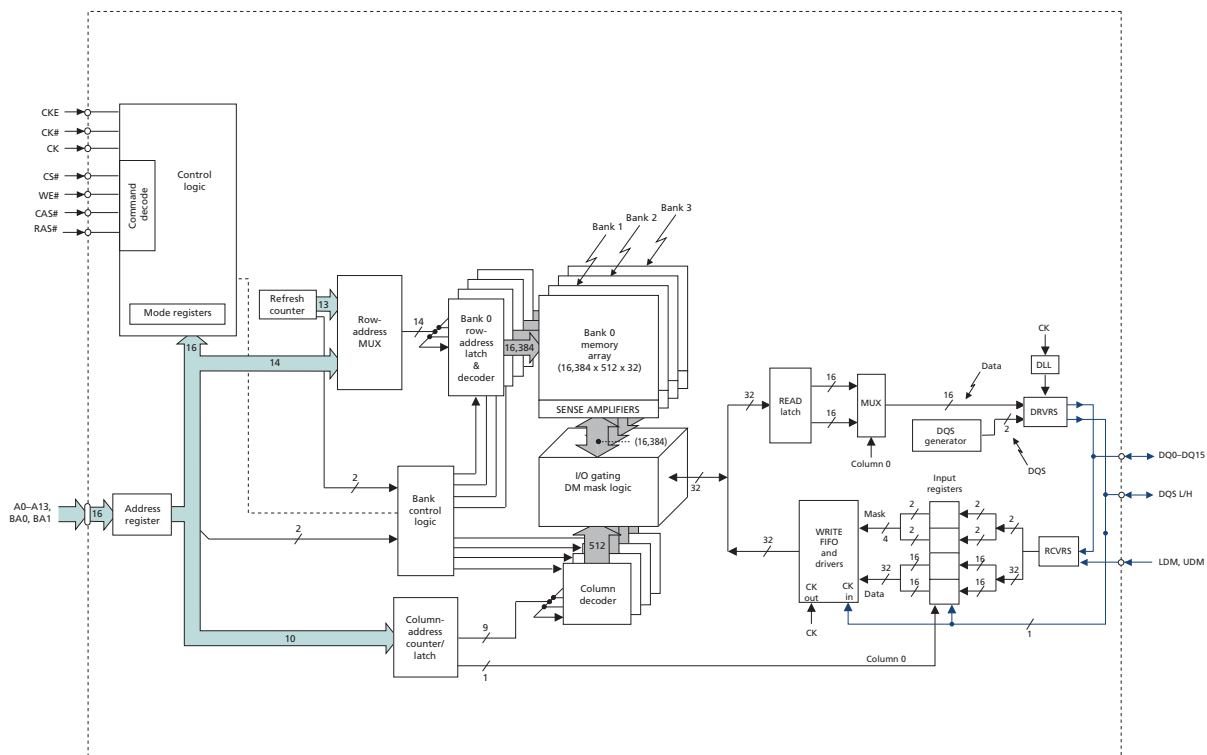 CKE
CK#
CK
CS#
WE#
CAS#
RAS#
Control
logic
Command
decode
Mode registers
Refresh
counter
13
Row-
address
MUX
14
Bank 0
row-
address
latch
&
decoder
16,384
Bank 1
Bank 2
Bank 3
Bank 0
memory
array
(16,384 x 512 x 32)
SENSE AMPLIFIERS
(16,384)
I/O gating
DM mask logic
32
16
14
2
2
Bank
control
logic
512
Column
decoder
A0–A13,
BA0, BA1
16
Address
register
10
Column-
address
counter/
latch
9
1
Column 0
32
READ
latch
16
16
MUX
Column 0
16
Data
DQS
generator
2
DQS
CK
DLL
DRVRS
DQ0–DQ15
DQS L/H
LDM, UDM
32
WRITE
FIFO
and
drivers
CK
out
CK
in
CK
Mask
4
32
Data
Input
registers
2
2
16
16
2
2
16
16
2
32
RCVRS
1